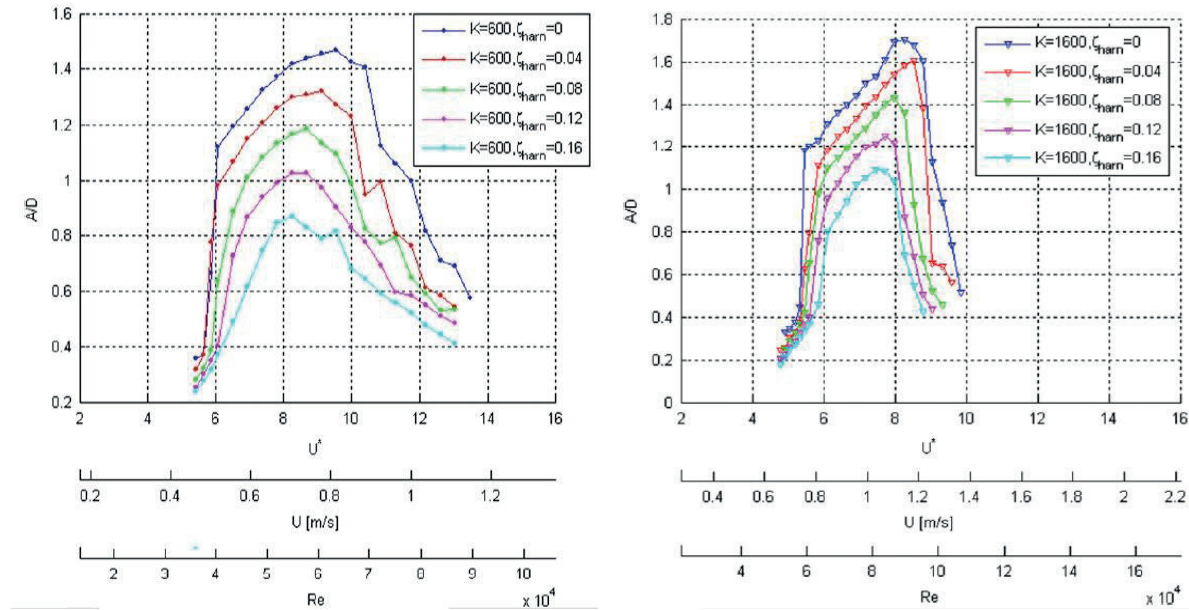 1.6
1.4
1.2
1
0.8
0.6
0.4
0.2
A/D
K=600,ζharn=0
K=600,ζharn=0.04
K=600,ζharn=0.08
K=600,ζharn=0.12
K=600,ζharn=0.16
2 4 6 8 10 12 14 16
U*
0.2 0.4 0.6 0.8 1 1.2
U [m/s]
2 3 4 5 6 7 8 9 10
Re x 10⁴
1.8
1.6
1.4
1.2
1
0.8
0.6
0.4
0.2
0
A/D
K=1600,ζharn=0
K=1600,ζharn=0.04
K=1600,ζharn=0.08
K=1600,ζharn=0.12
K=1600,ζharn=0.16
2 4 6 8 10 12 14 16
U*
0.4 0.6 0.8 1 1.2 1.4 1.6 1.8 2 2.2
U [m/s]
4 6 8 10 12 14 16
Re x 10⁴